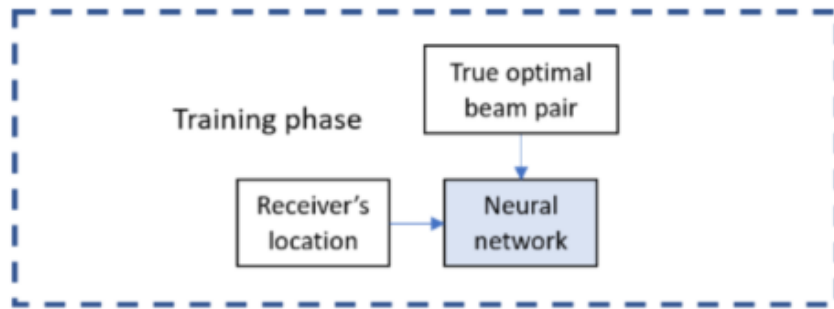 True optimal
beam pair
Training phase
Receiver's
location
Neural
network